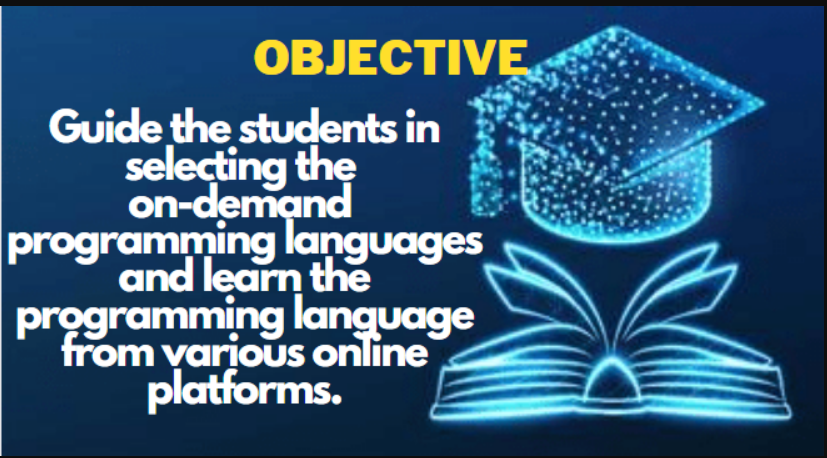 OBJECTIVE
Guide the students in
selecting the
on-demand
programming languages
and learn the
programming language
from various online
platforms.